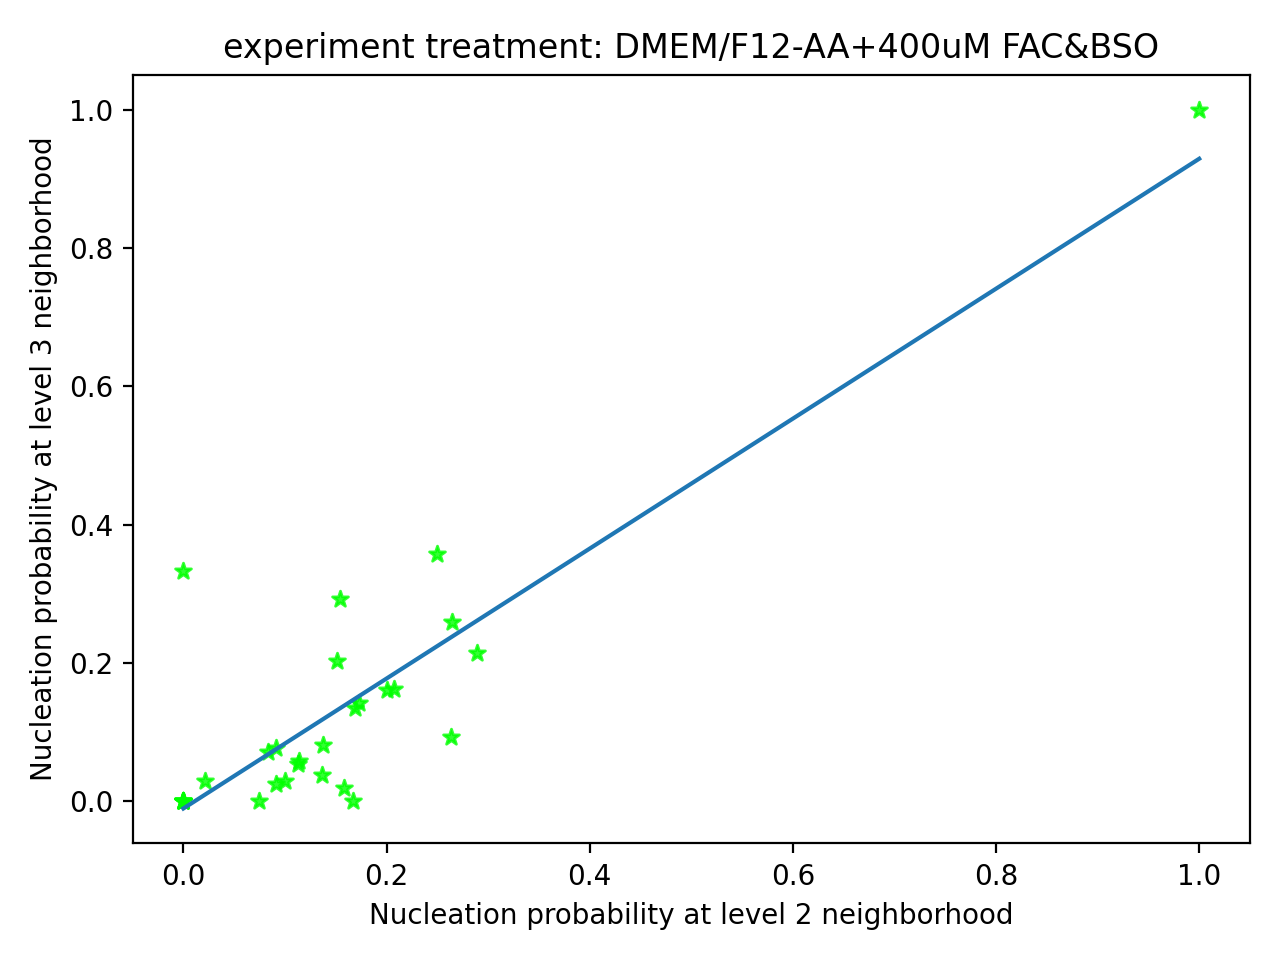 experiment treatment: DMEM/F12-AA+400uM FAC&BSO
Nucleation probability at level 3 neighborhood
1.0
0.8
0.6
0.4
0.2
0.0
0.0 0.2 0.4 0.6 0.8 1.0
Nucleation probability at level 2 neighborhood